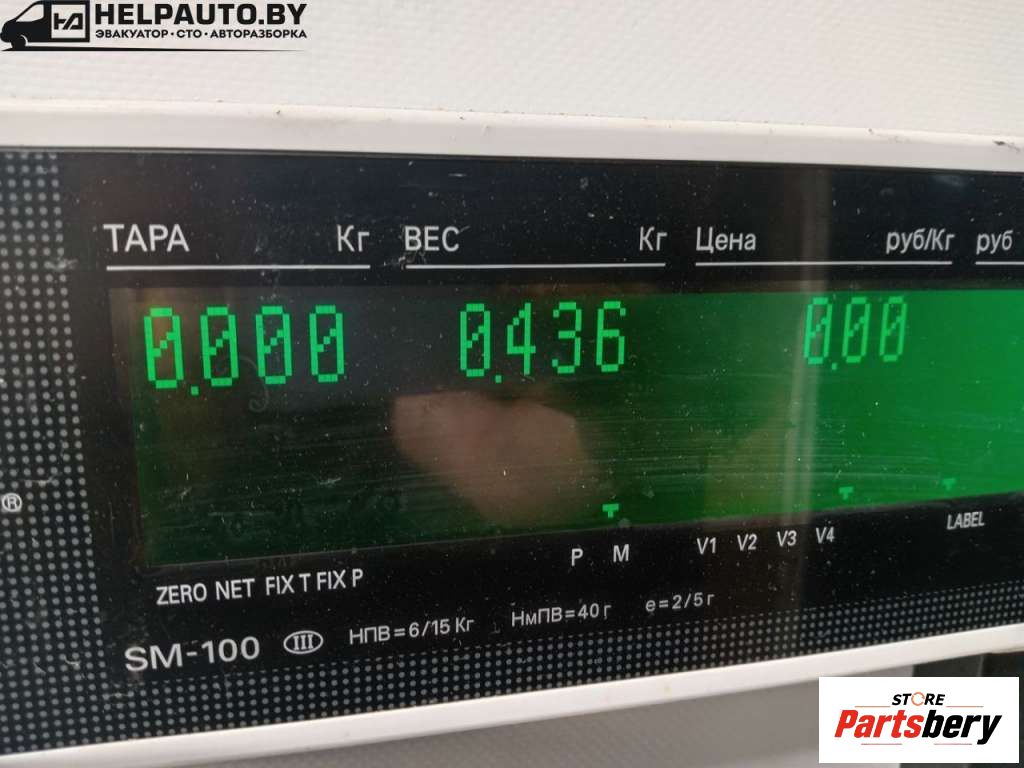 HELPAUTO.BY
ЭВАКУАТОР • СТО • АВТОРАЗБОРКА
ТАРА Кг ВЕС Кг Цена руб/Кг руб
0.000 0.436 0.00
®
P M V1 V2 V3 V4 LABEL
ZERO NET FIX T FIX P
SM-100 III НПВ=6/15 Кг НмПВ=40 г e=2/5 г
STORE
Partsbery